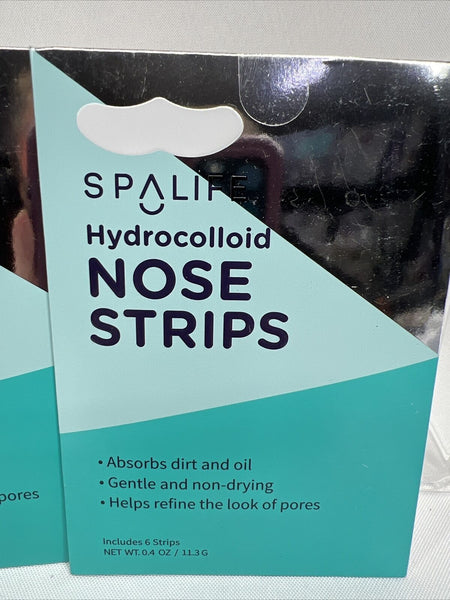 SPALIFE
Hydrocolloid
NOSE
STRIPS
• Absorbs dirt and oil
• Gentle and non-drying
• Helps refine the look of pores
Includes 6 Strips
NET WT. 0.4 OZ / 11.3 G
pores